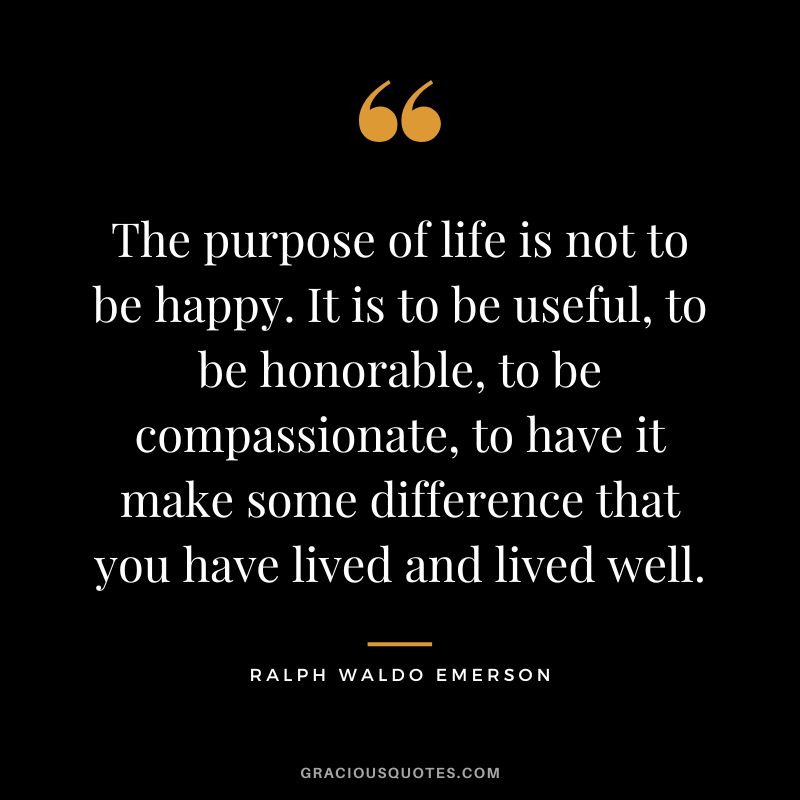 “
The purpose of life is not to
be happy. It is to be useful, to
be honorable, to be
compassionate, to have it
make some difference that
you have lived and lived well.
RALPH WALDO EMERSON
GRACIOUSQUOTES.COM